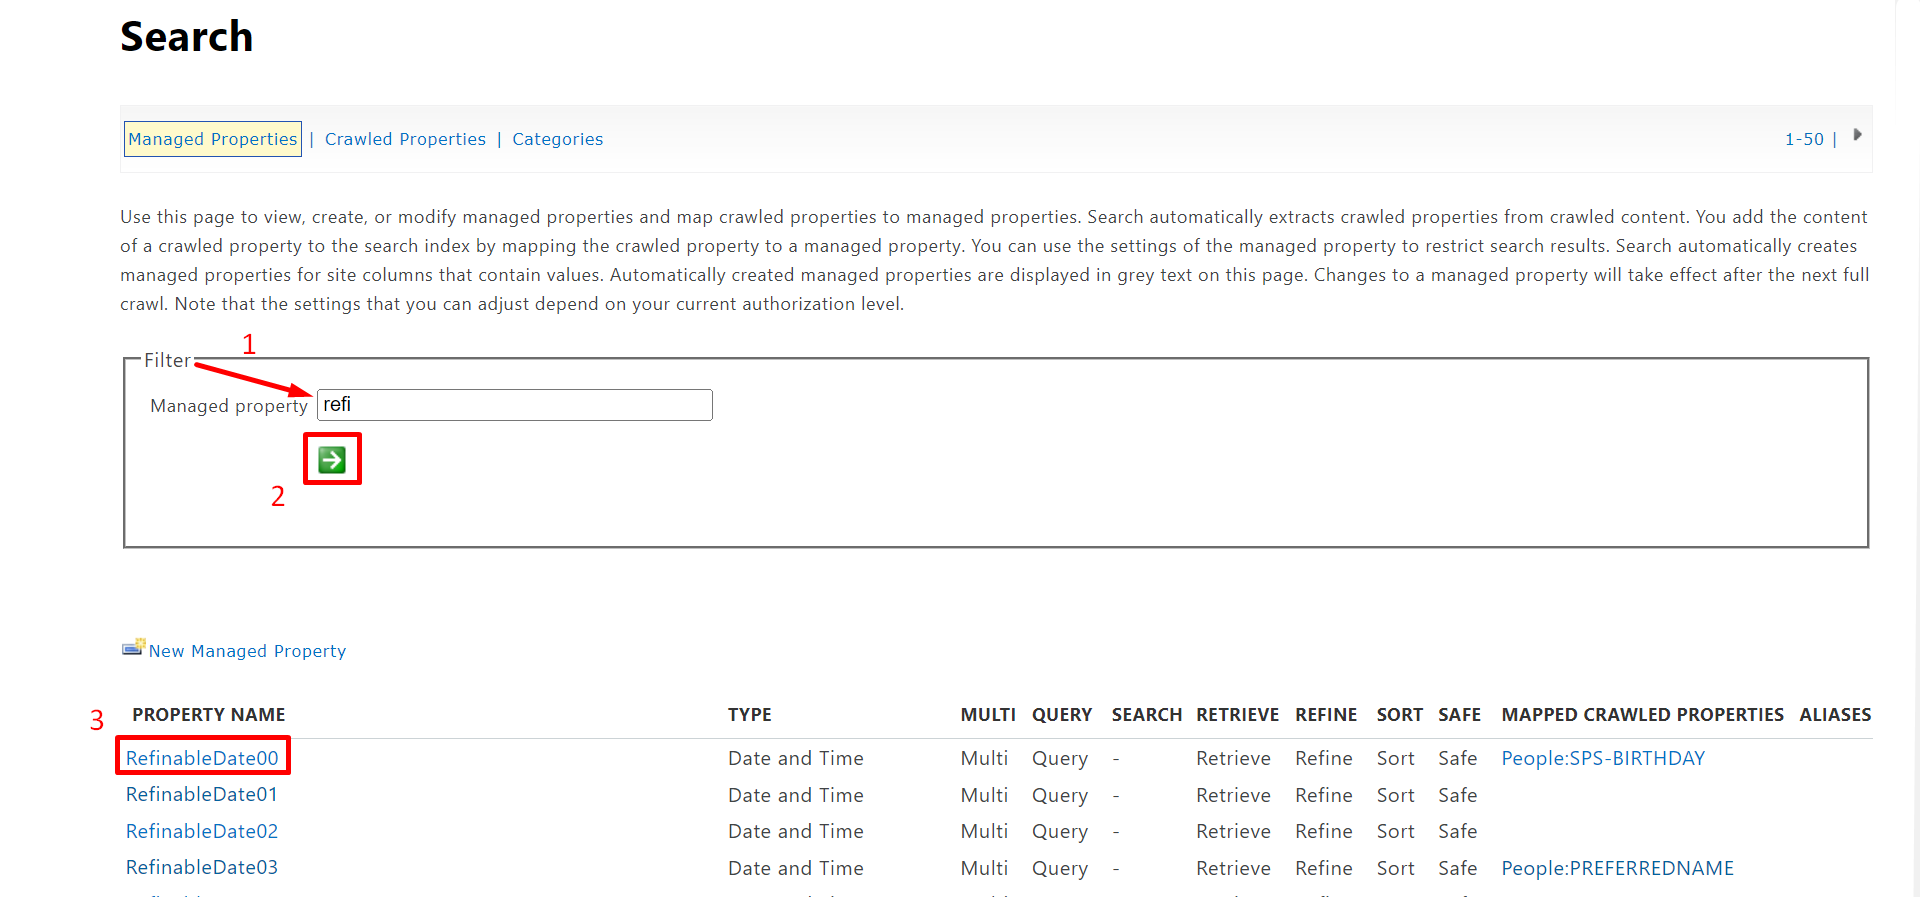 Search
Managed Properties | Crawled Properties | Categories 1-50 |
Use this page to view, create, or modify managed properties and map crawled properties to managed properties. Search automatically extracts crawled properties from crawled content. You add the content
of a crawled property to the search index by mapping the crawled property to a managed property. You can use the settings of the managed property to restrict search results. Search automatically creates
managed properties for site columns that contain values. Automatically created managed properties are displayed in grey text on this page. Changes to a managed property will take effect after the next full
crawl. Note that the settings that you can adjust depend on your current authorization level.
1
Filter
Managed property refi
2
New Managed Property
3 PROPERTY NAME TYPE MULTI QUERY SEARCH RETRIEVE REFINE SORT SAFE MAPPED CRAWLED PROPERTIES ALIASES
RefinableDate00 Date and Time Multi Query - Retrieve Refine Sort Safe People:SPS-BIRTHDAY
RefinableDate01 Date and Time Multi Query - Retrieve Refine Sort Safe
RefinableDate02 Date and Time Multi Query - Retrieve Refine Sort Safe
RefinableDate03 Date and Time Multi Query - Retrieve Refine Sort Safe People:PREFERREDNAME